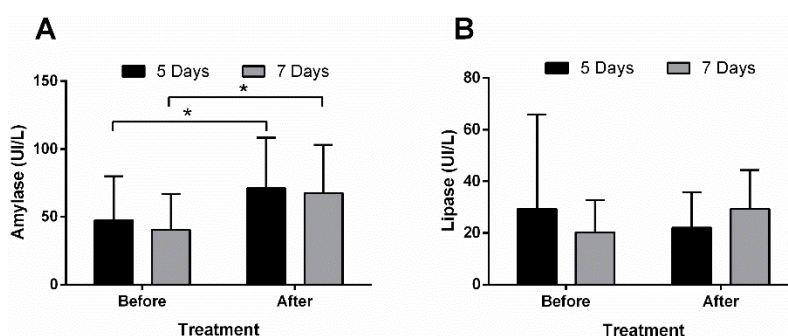 A
5 Days 7 Days
150
100
50
0
Amylase (UI/L)
*
*
Before After
Treatment
B
5 Days 7 Days
80
60
40
20
0
Lipase (UI/L)
Before After
Treatment